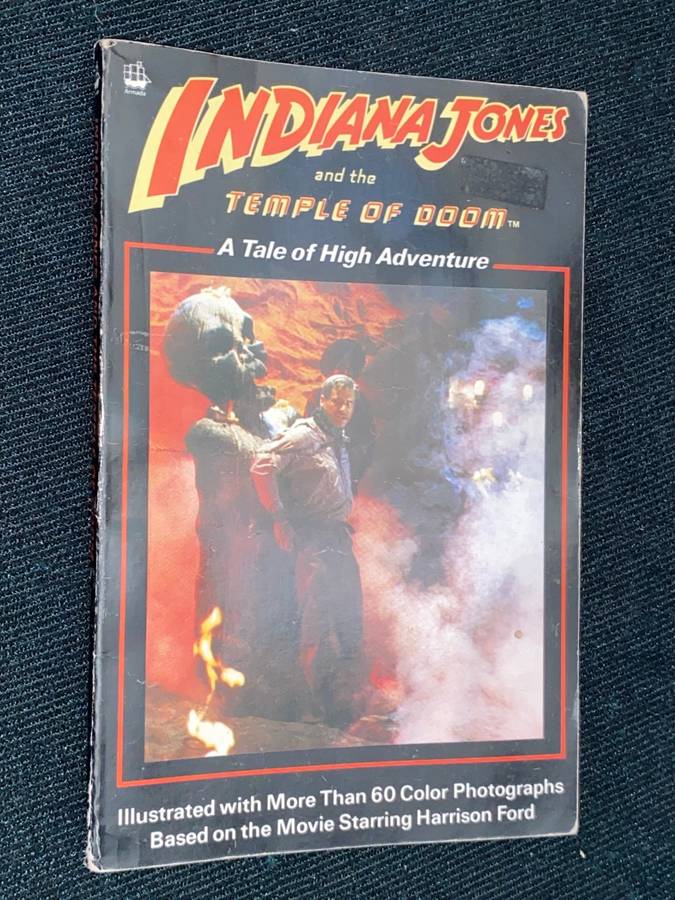 Armada
INDIANA JONES
and the
TEMPLE OF DOOM™
A Tale of High Adventure
Illustrated with More Than 60 Color Photographs
Based on the Movie Starring Harrison Ford